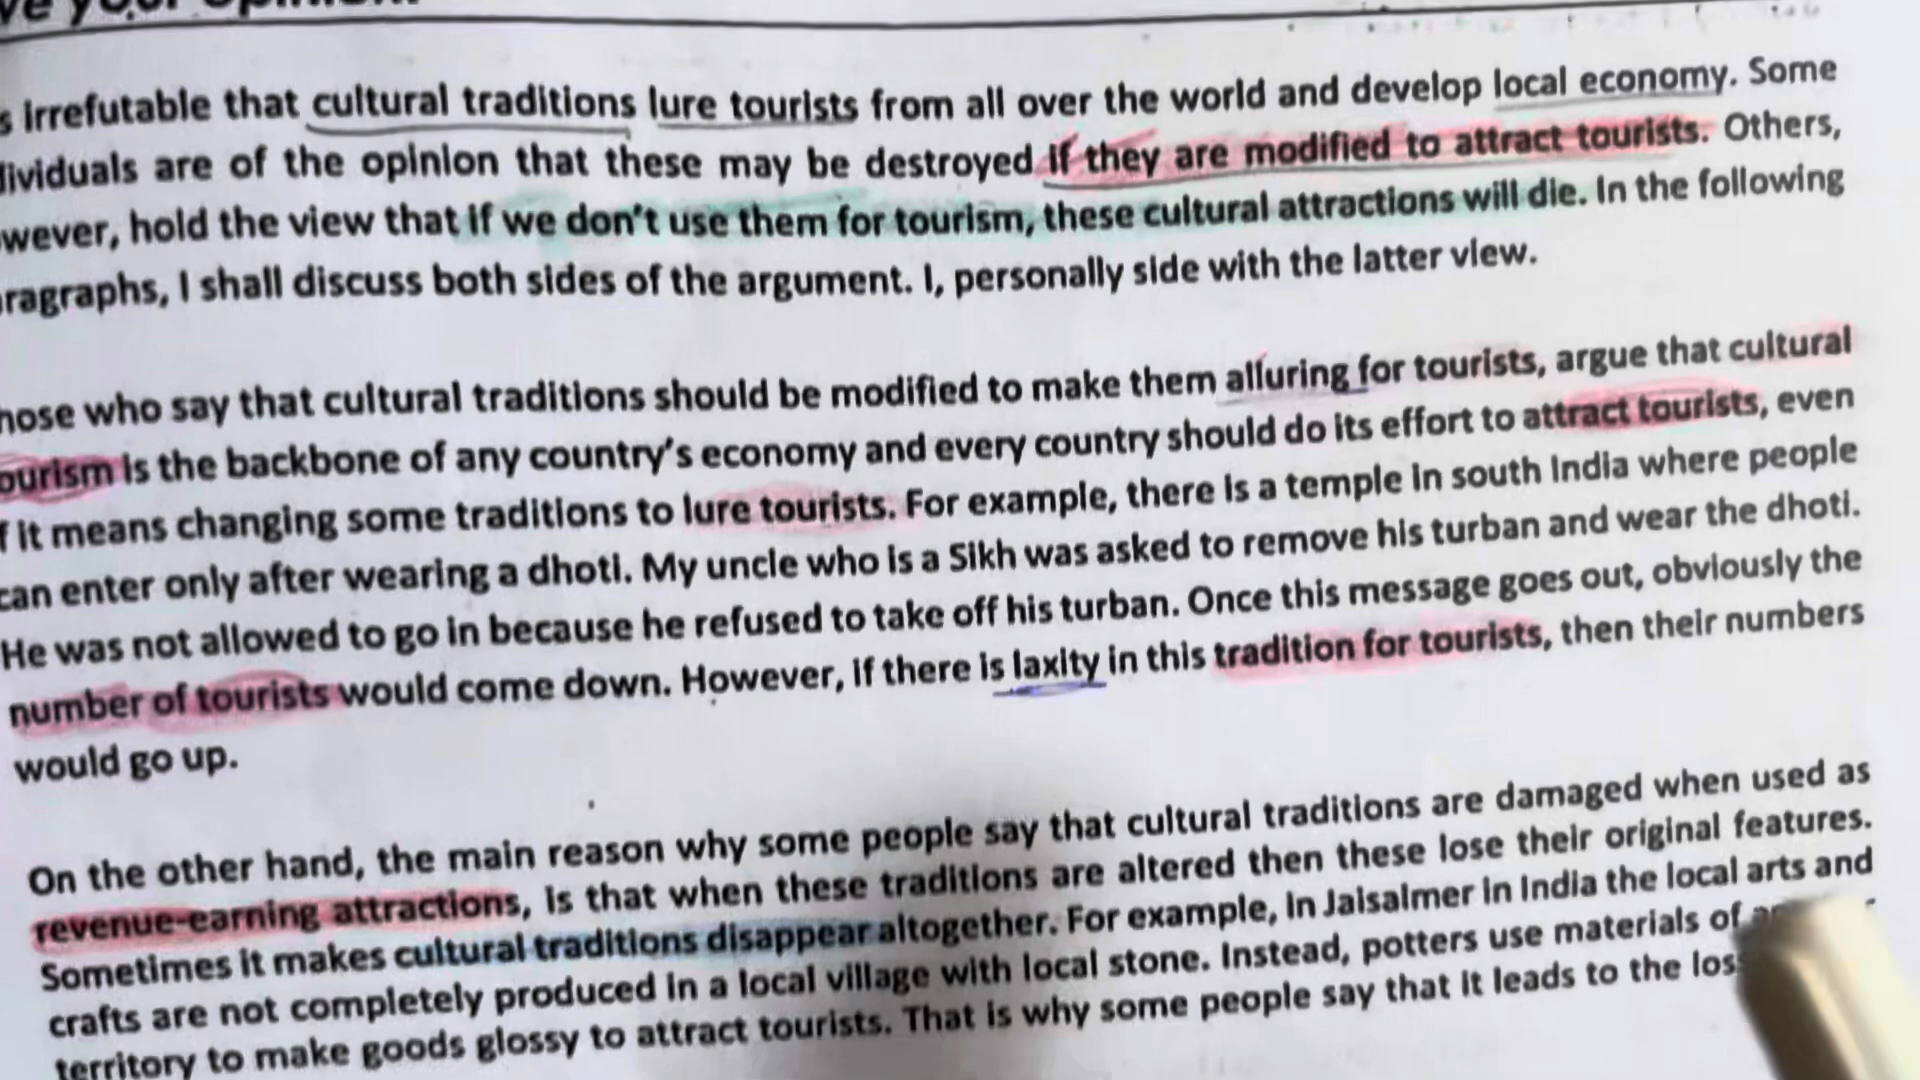 ve your opinion.
s irrefutable that cultural traditions lure tourists from all over the world and develop local economy. Some
dividuals are of the opinion that these may be destroyed if they are modified to attract tourists. Others,
wever, hold the view that if we don't use them for tourism, these cultural attractions will die. In the following
ragraphs, I shall discuss both sides of the argument. I, personally side with the latter view.
hose who say that cultural traditions should be modified to make them alluring for tourists, argue that cultural
ourism is the backbone of any country's economy and every country should do its effort to attract tourists, even
f it means changing some traditions to lure tourists. For example, there is a temple in south India where people
can enter only after wearing a dhoti. My uncle who is a Sikh was asked to remove his turban and wear the dhoti.
He was not allowed to go in because he refused to take off his turban. Once this message goes out, obviously the
number of tourists would come down. However, if there is laxity in this tradition for tourists, then their numbers
would go up.
On the other hand, the main reason why some people say that cultural traditions are damaged when used as
revenue-earning attractions, is that when these traditions are altered then these lose their original features.
Sometimes it makes cultural traditions disappear altogether. For example, in Jaisalmer in India the local arts and
crafts are not completely produced in a local village with local stone. Instead, potters use materials of
territory to make goods glossy to attract tourists. That is why some people say that it leads to the